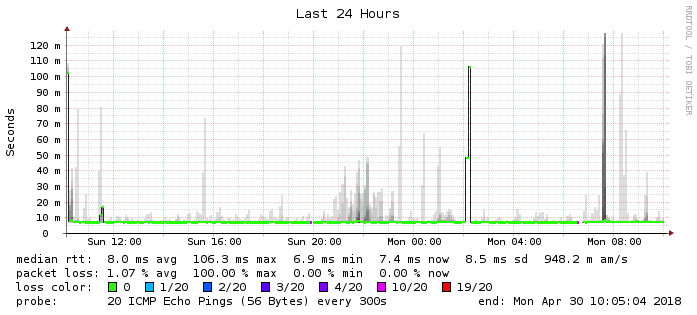 Last 24 Hours
RRDTOOL / TOBI OETIKER
Seconds
120 m
110 m
100 m
90 m
80 m
70 m
60 m
50 m
40 m
30 m
20 m
10 m
0
Sun 12:00 Sun 16:00 Sun 20:00 Mon 00:00 Mon 04:00 Mon 08:00
median rtt: 8.0 ms avg 106.3 ms max 6.9 ms min 7.4 ms now 8.5 ms sd 948.2 m am/s
packet loss: 1.07 % avg 100.00 % max 0.00 % min 0.00 % now
loss color: 0 1/20 2/20 3/20 4/20 10/20 19/20
probe: 20 ICMP Echo Pings (56 Bytes) every 300s end: Mon Apr 30 10:05:04 2018